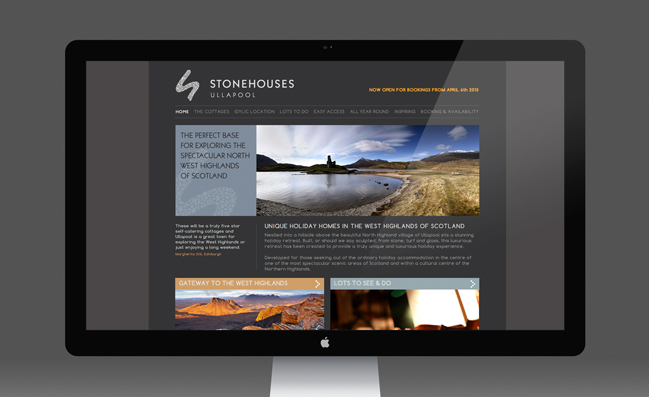 STONEHOUSES
ULLAPOOL
NOW OPEN FOR BOOKINGS FROM APRIL 6th 2015
HOME THE COTTAGES IDYLIC LOCATION LOTS TO DO EASY ACCESS ALL YEAR ROUND INSPIRING BOOKING & AVAILABILITY
THE PERFECT BASE
FOR EXPLORING THE
SPECTACULAR NORTH
WEST HIGHLANDS
OF SCOTLAND
These will be a truly five star
self-catering cottages and
Ullapool is a great town for
exploring the West Highlands or
just enjoying a long weekend.
Edinburgh
UNIQUE HOLIDAY HOMES IN THE WEST HIGHLANDS OF SCOTLAND
Nestled into a hillside above the beautiful North Highland village of Ullapool are a stunning
holiday retreat. Built, or should we say sculpted, from stone, turf and glass, this luxurious
retreat has been created to provide a truly unique and luxurious holiday experience.
Developed for those seeking out of the ordinary holiday accommodation in the centre of
one of the most spectacular scenic areas of Scotland and within a cultural centre of the
Northern Highlands.
GATEWAY TO THE WEST HIGHLANDS
LOTS TO SEE & DO